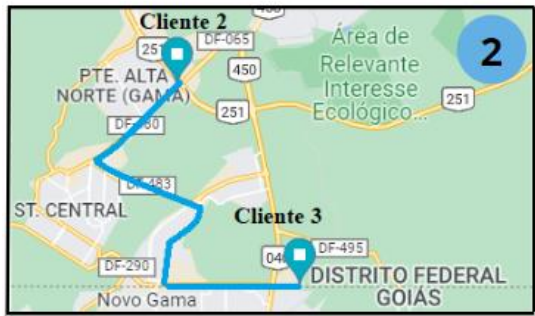 Cliente 2
251
DF-065
Área de
Relevante
Interesse
Ecológico...
2
PTE. ALTA
NORTE (GAMA)
450
251
251
DF-480
DF-483
ST. CENTRAL
Cliente 3
DF-290
040
DF-495
DISTRITO FEDERAL
GOIÁS
Novo Gama